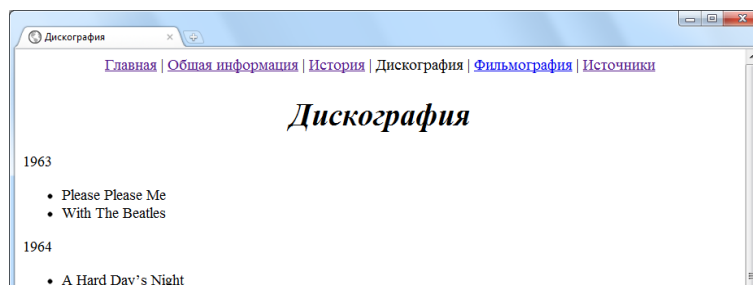 Дискография
Главная | Общая информация | История | Дискография | Фильмография | Источники
Дискография
1963
• Please Please Me
• With The Beatles
1964
• A Hard Day's Night